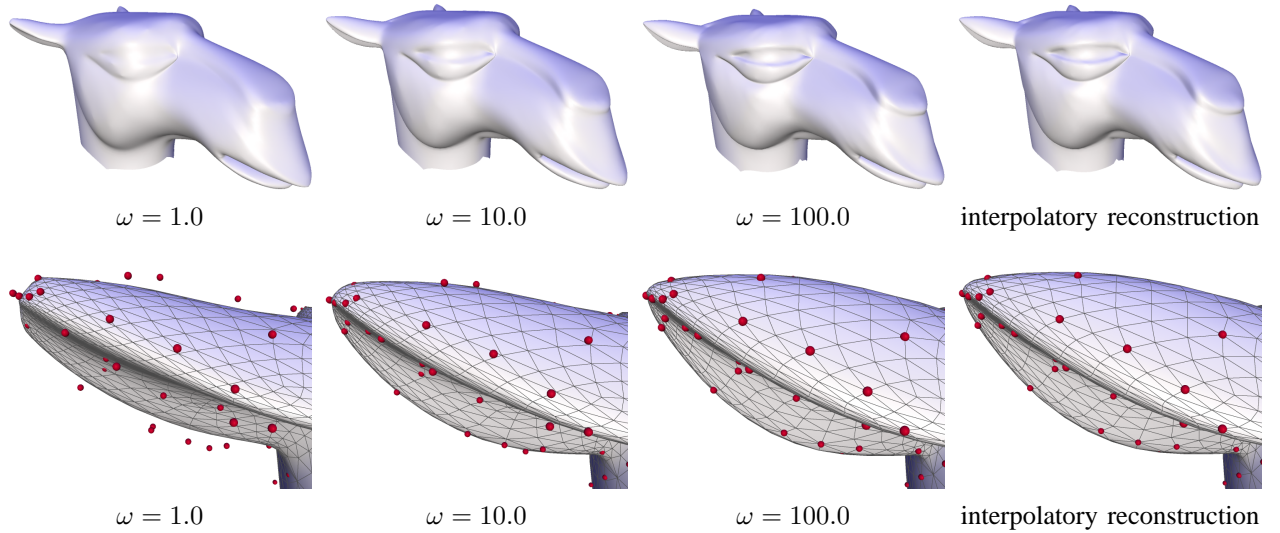 ω = 1.0
ω = 10.0
ω = 100.0
interpolatory reconstruction
ω = 1.0
ω = 10.0
ω = 100.0
interpolatory reconstruction